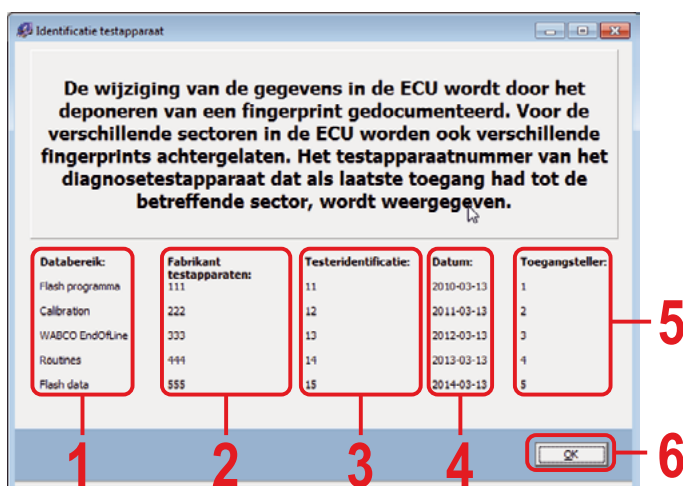 Identificatie testapparaat
De wijziging van de gegevens in de ECU wordt door het
deponeren van een fingerprint gedocumenteerd. Voor de
verschillende sectoren in de ECU worden ook verschillende
fingerprints achtergelaten. Het testapparaatnummer van het
diagnosetestapparaat dat als laatste toegang had tot de
betreffende sector, wordt weergegeven.
Databereik: Fabrikant testapparaten: Testeridentificatie: Datum: Toegangsteller:
Flash programma 111 11 2010-03-13 1
Calibration 222 12 2011-03-13 2
WABCO EndOfLine 333 13 2012-03-13 3
Routines 444 14 2013-03-13 4
Flash data 555 15 2014-03-13 5
5
OK
6
1 2 3 4